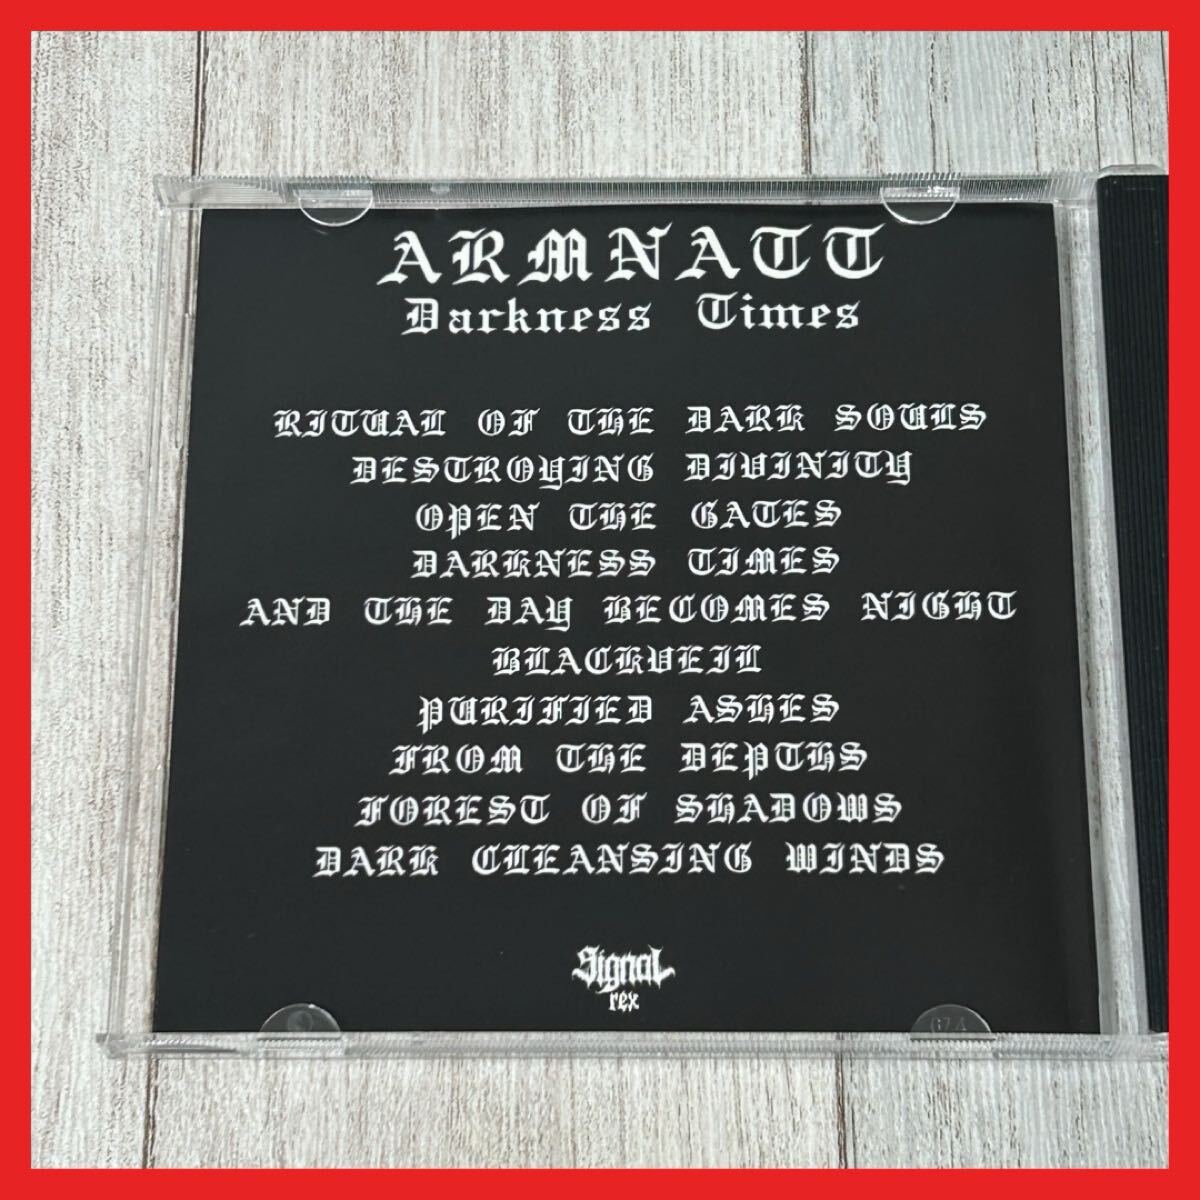 ARMNATT
Darkness Times
RITUAL OF THE DARK SOULS
DESTROYING DIVINITY
OPEN THE GATES
DARKNESS TIMES
AND THE DAY BECOMES NIGHT
BLACKVEIL
PURIFIED ASHES
FROM THE DEPTHS
FOREST OF SHADOWS
DARK CLEANSING WINDS
Signal
rex